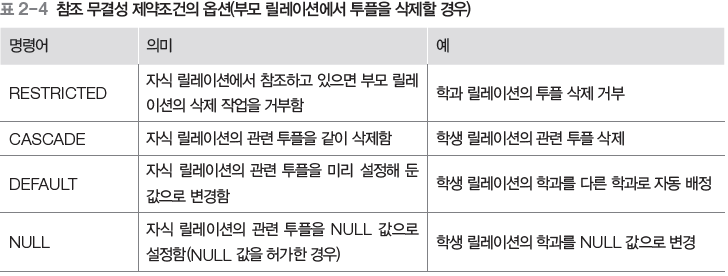 표 2-4 참조 무결성 제약조건의 옵션(부모 릴레이션에서 투플을 삭제할 경우)
명령어 의미 예
RESTRICTED 자식 릴레이션에서 참조하고 있으면 부모 릴레
이션의 삭제 작업을 거부함 학과 릴레이션의 투플 삭제 거부
CASCADE 자식 릴레이션의 관련 투플을 같이 삭제함 학생 릴레이션의 관련 투플 삭제
DEFAULT 자식 릴레이션의 관련 투플을 미리 설정해 둔
값으로 변경함 학생 릴레이션의 학과를 다른 학과로 자동 배정
NULL 자식 릴레이션의 관련 투플을 NULL 값으로
설정함(NULL 값을 허가한 경우) 학생 릴레이션의 학과를 NULL 값으로 변경